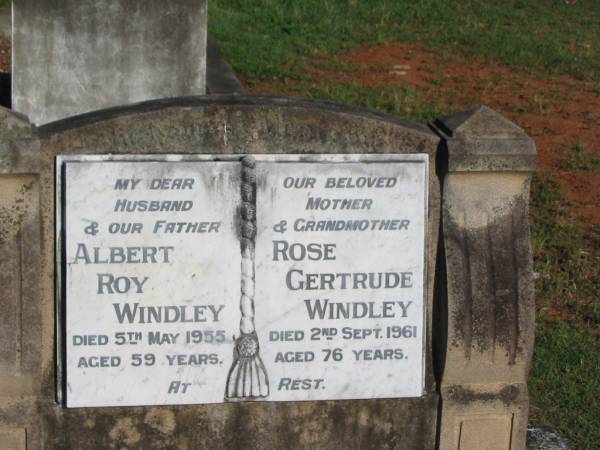 MY DEAR
HUSBAND
& OUR FATHER
ALBERT
ROY
WINDLEY
DIED 5TH MAY 1955
AGED 59 YEARS.
OUR BELOVED
MOTHER
& GRANDMOTHER
ROSE
GERTRUDE
WINDLEY
DIED 2ND SEPT. 1961
AGED 76 YEARS.
AT REST.